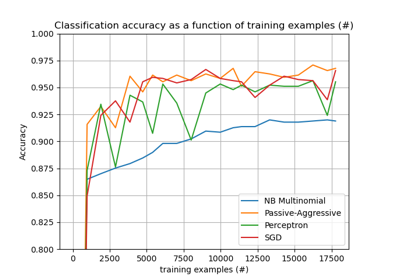 Classification accuracy as a function of training examples (#)
1.000
0.975
0.950
0.925
0.900
0.875
0.850
0.825
0.800
Accuracy
NB Multinomial
Passive-Aggressive
Perceptron
SGD
0 2500 5000 7500 10000 12500 15000 17500
training examples (#)